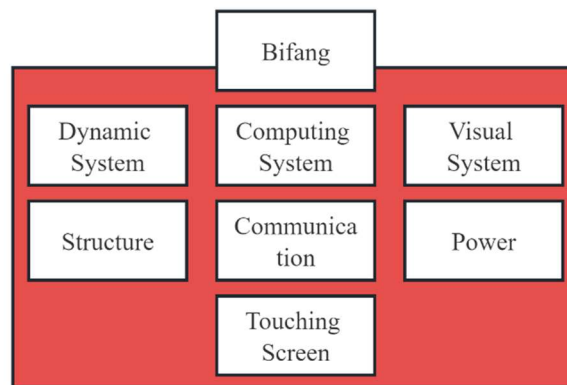 Bifang
Dynamic
System
Computing
System
Visual
System
Structure
Communica
tion
Power
Touching
Screen